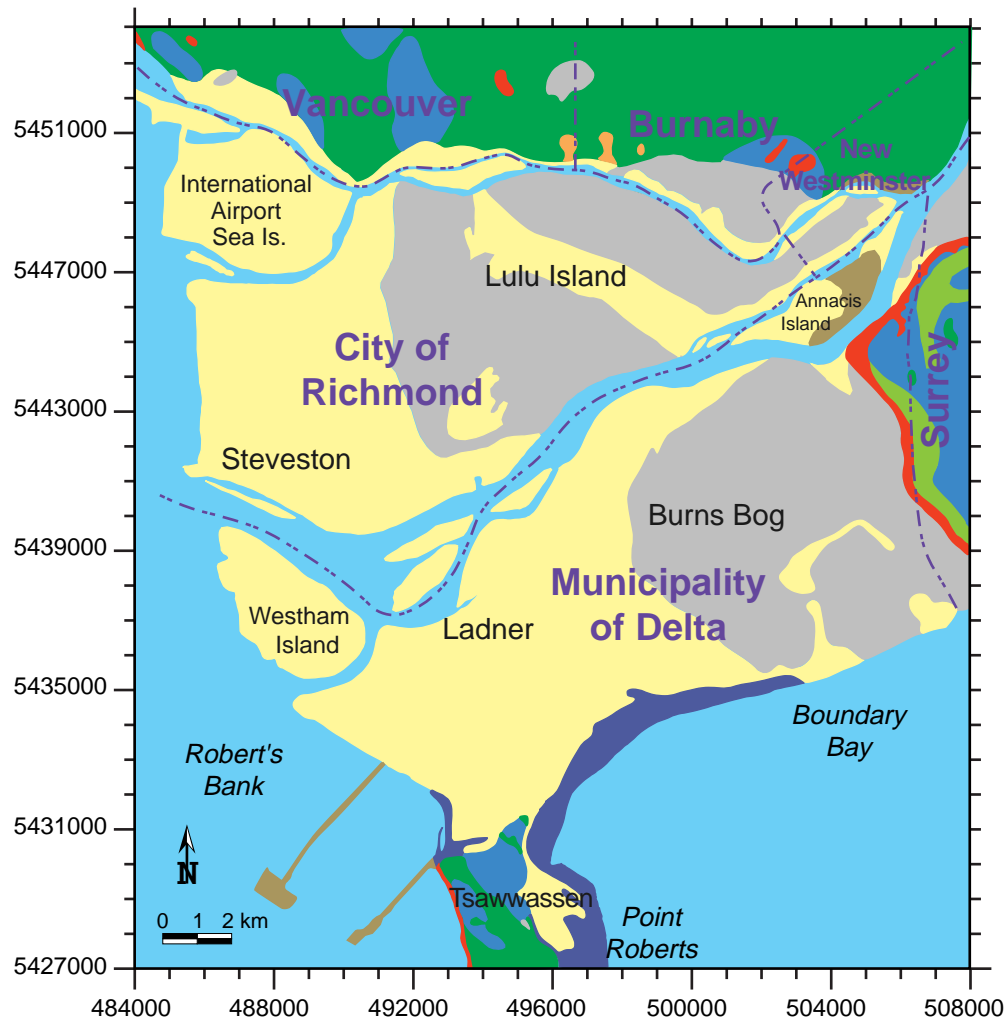 Vancouver
Burnaby
5451000
New
Westminster
International
Airport
Sea Is.
5447000
Lulu Island
Annacis
Island
City of
Richmond
Surrey
5443000
Steveston
Burns Bog
5439000
Municipality
of Delta
Westham
Island
Ladner
5435000
Boundary
Bay
Robert's
Bank
5431000
N
Tsawwassen
0 1 2 km
Point
Roberts
5427000
484000 488000 492000 496000 500000 504000 508000